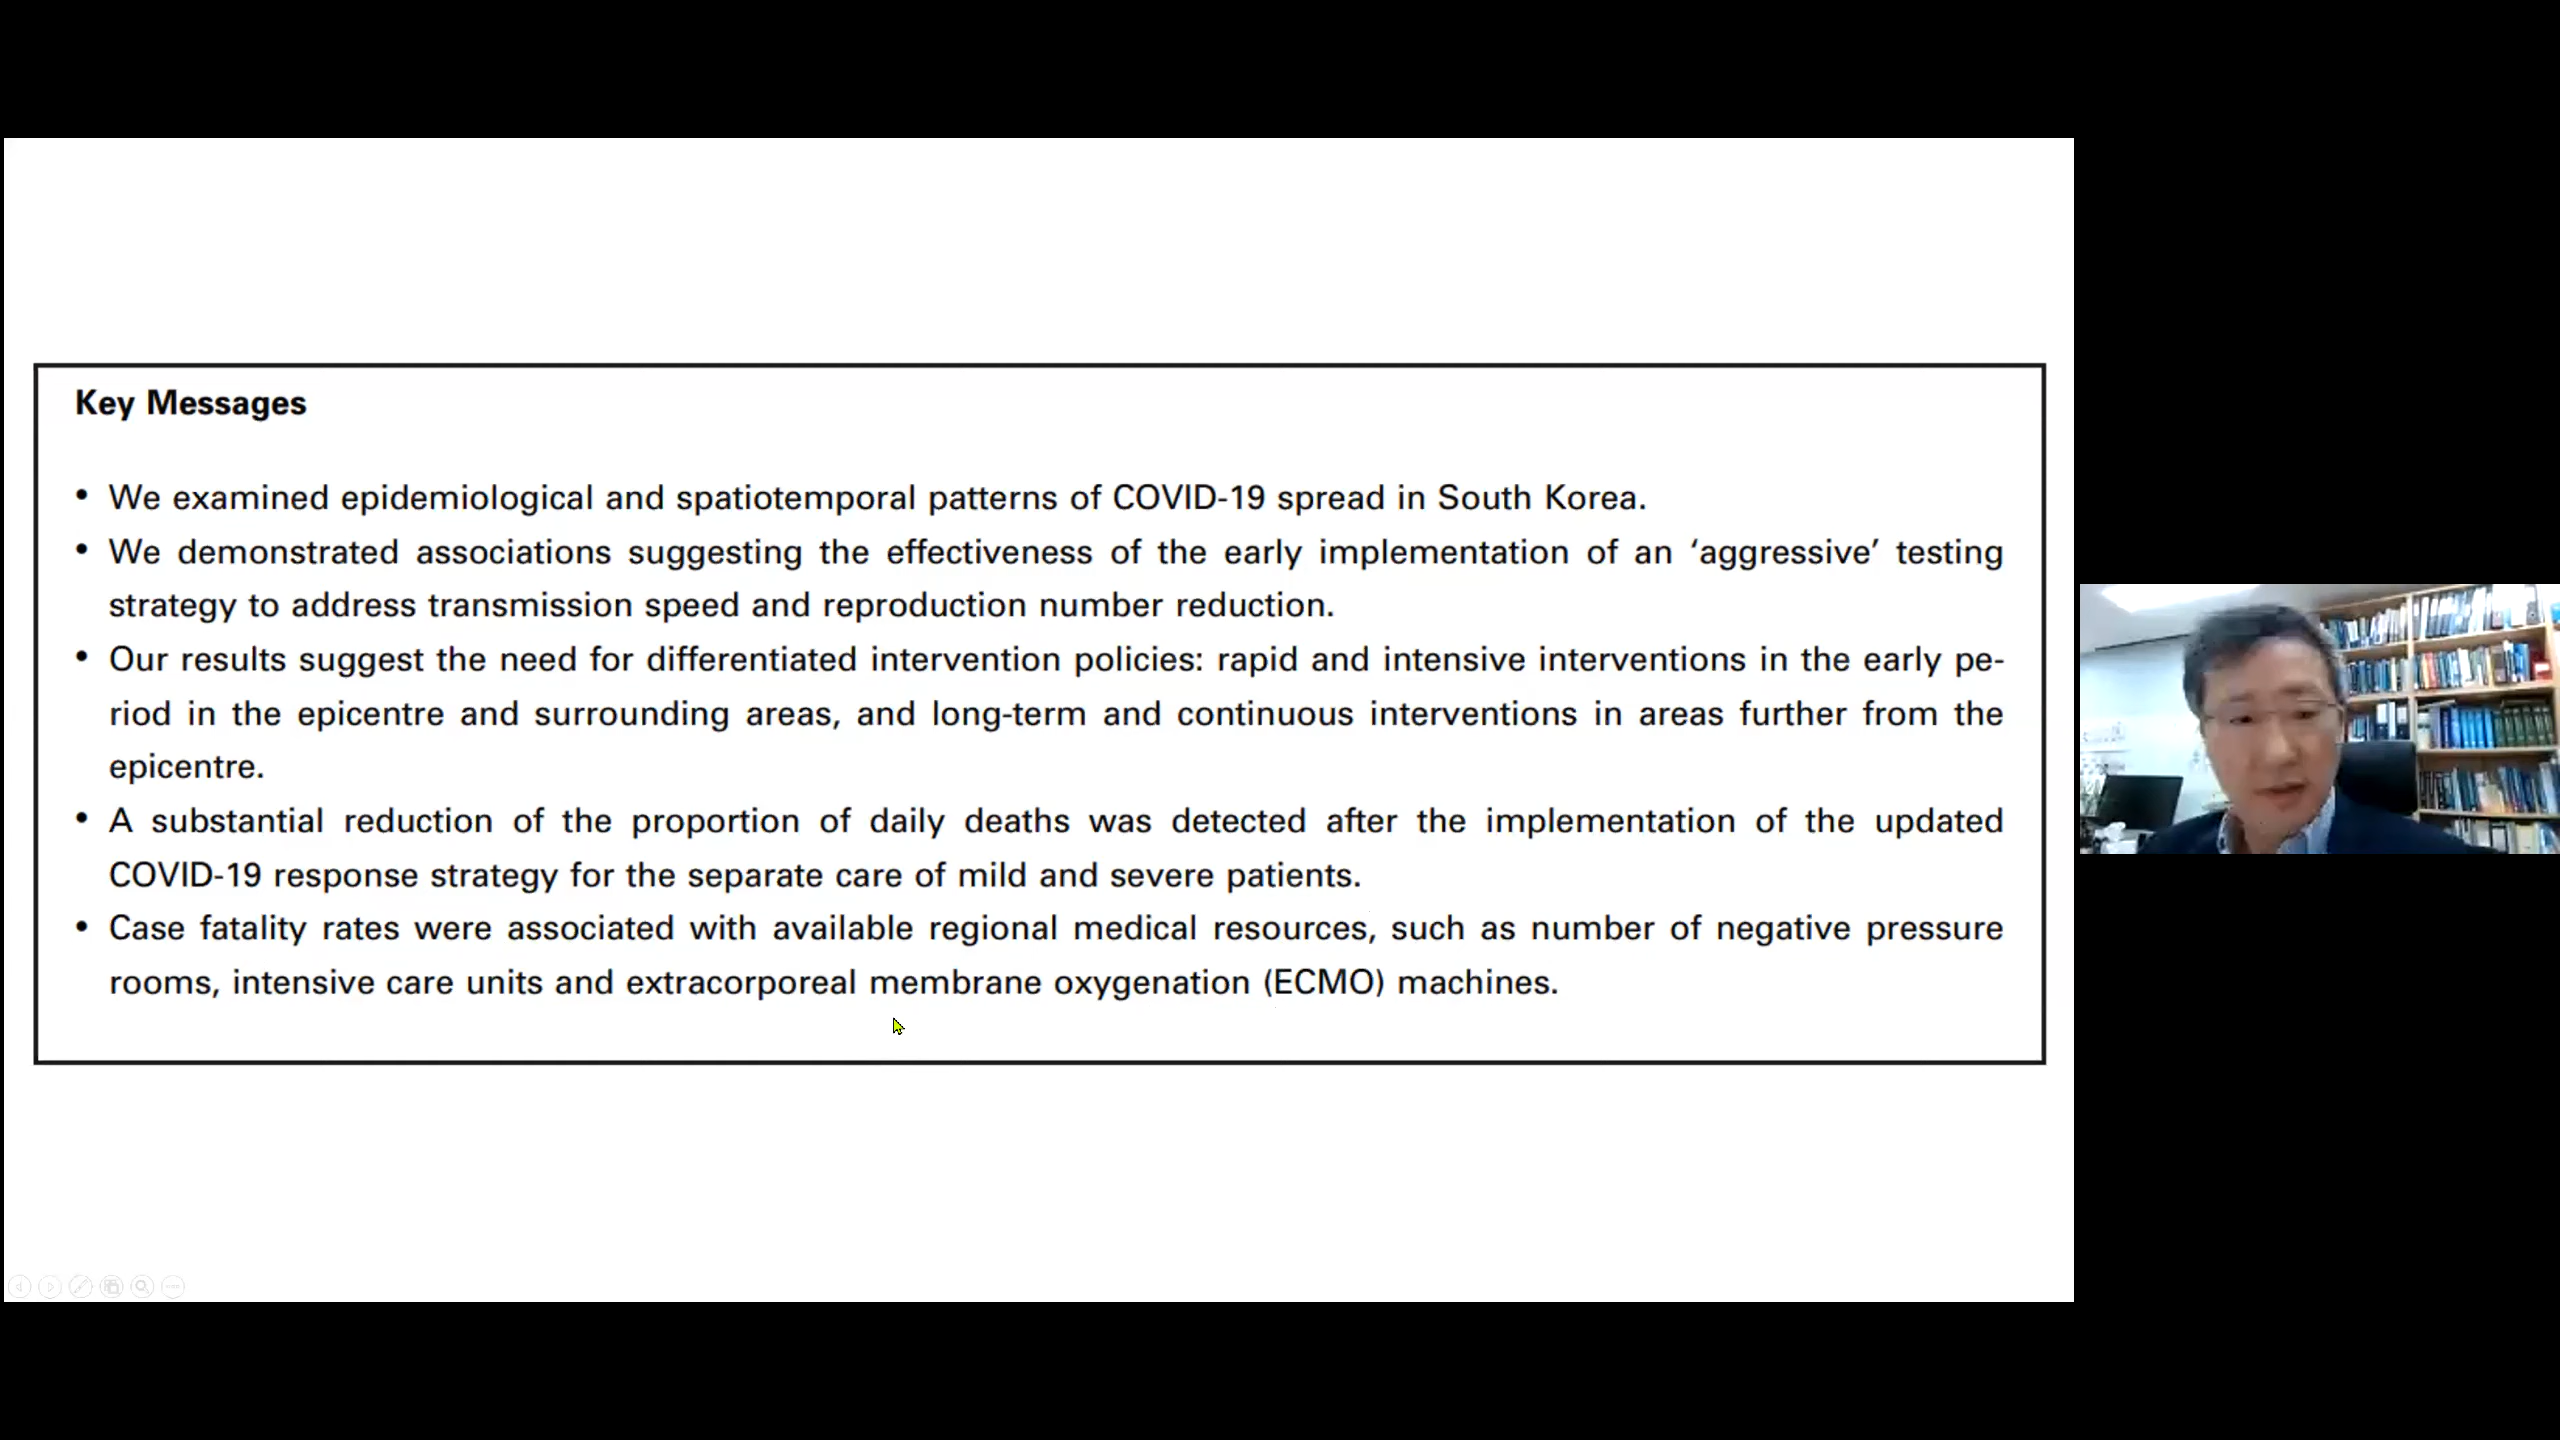 Key Messages
• We examined epidemiological and spatiotemporal patterns of COVID-19 spread in South Korea.
• We demonstrated associations suggesting the effectiveness of the early implementation of an ‘aggressive’ testing
strategy to address transmission speed and reproduction number reduction.
• Our results suggest the need for differentiated intervention policies: rapid and intensive interventions in the early pe-
riod in the epicentre and surrounding areas, and long-term and continuous interventions in areas further from the
epicentre.
• A substantial reduction of the proportion of daily deaths was detected after the implementation of the updated
COVID-19 response strategy for the separate care of mild and severe patients.
• Case fatality rates were associated with available regional medical resources, such as number of negative pressure
rooms, intensive care units and extracorporeal membrane oxygenation (ECMO) machines.